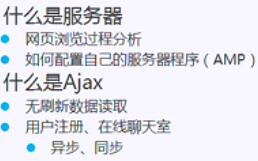 什么是服务器
网页浏览过程分析
如何配置自己的服务器程序（AMP）
什么是Ajax
无刷新数据读取
用户注册、在线聊天室
异步、同步